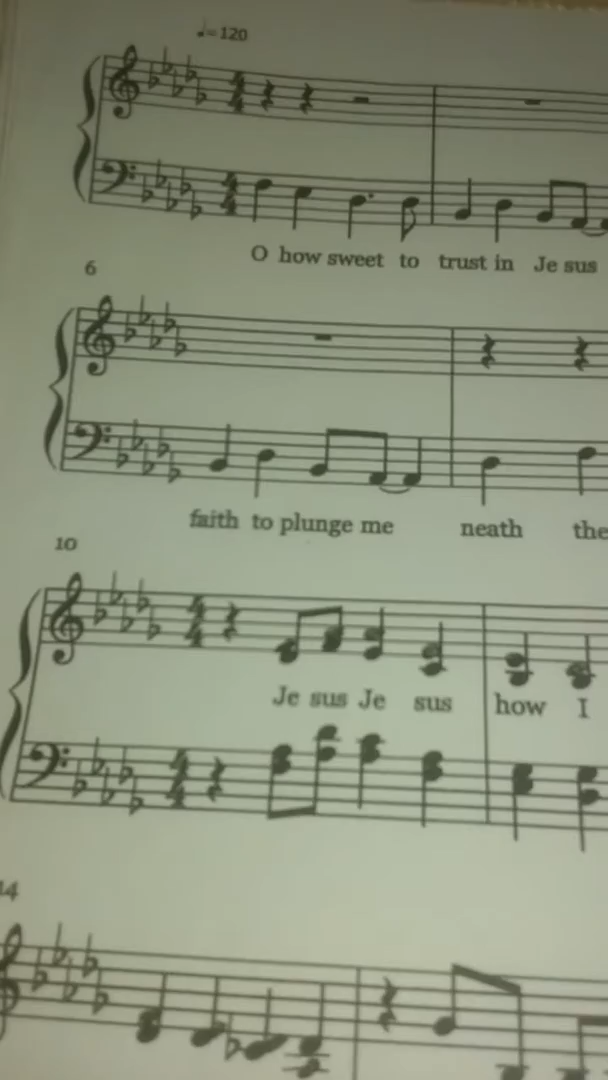 ♩=120
O how sweet to trust in Je sus
6
faith to plunge me neath the
10
Je sus Je sus how I
14